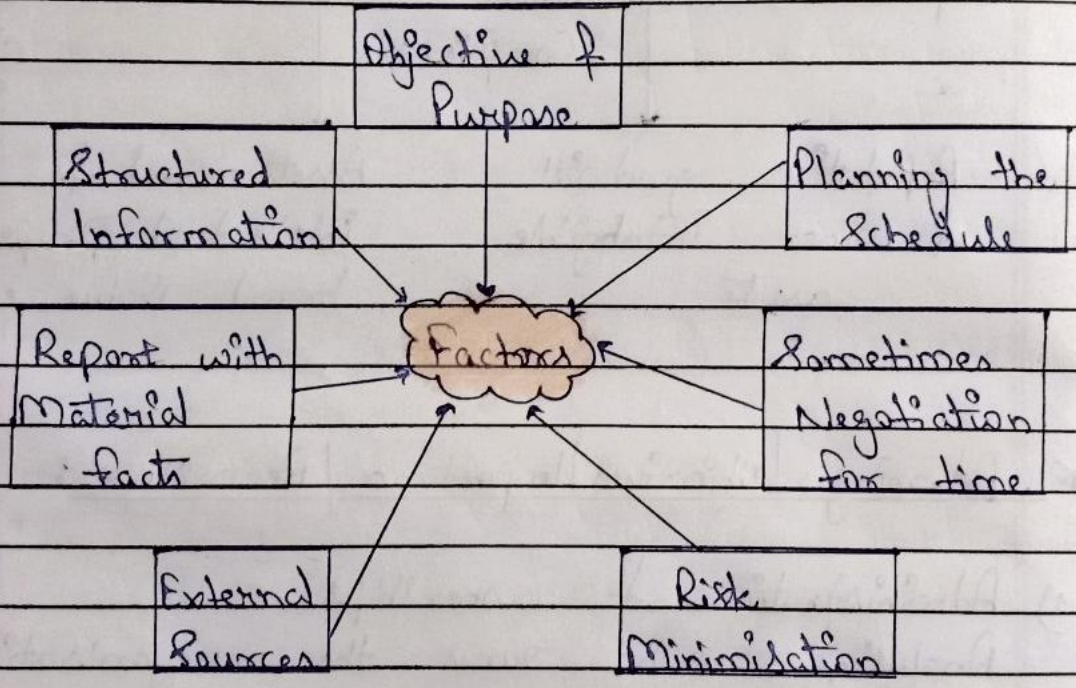 Objective &
Purpose
Structured
Information
Planning the
Schedule
Factors
Report with
Material
facts
Sometimes
Negotiation
for time
External
Sources
Risk
Minimisation